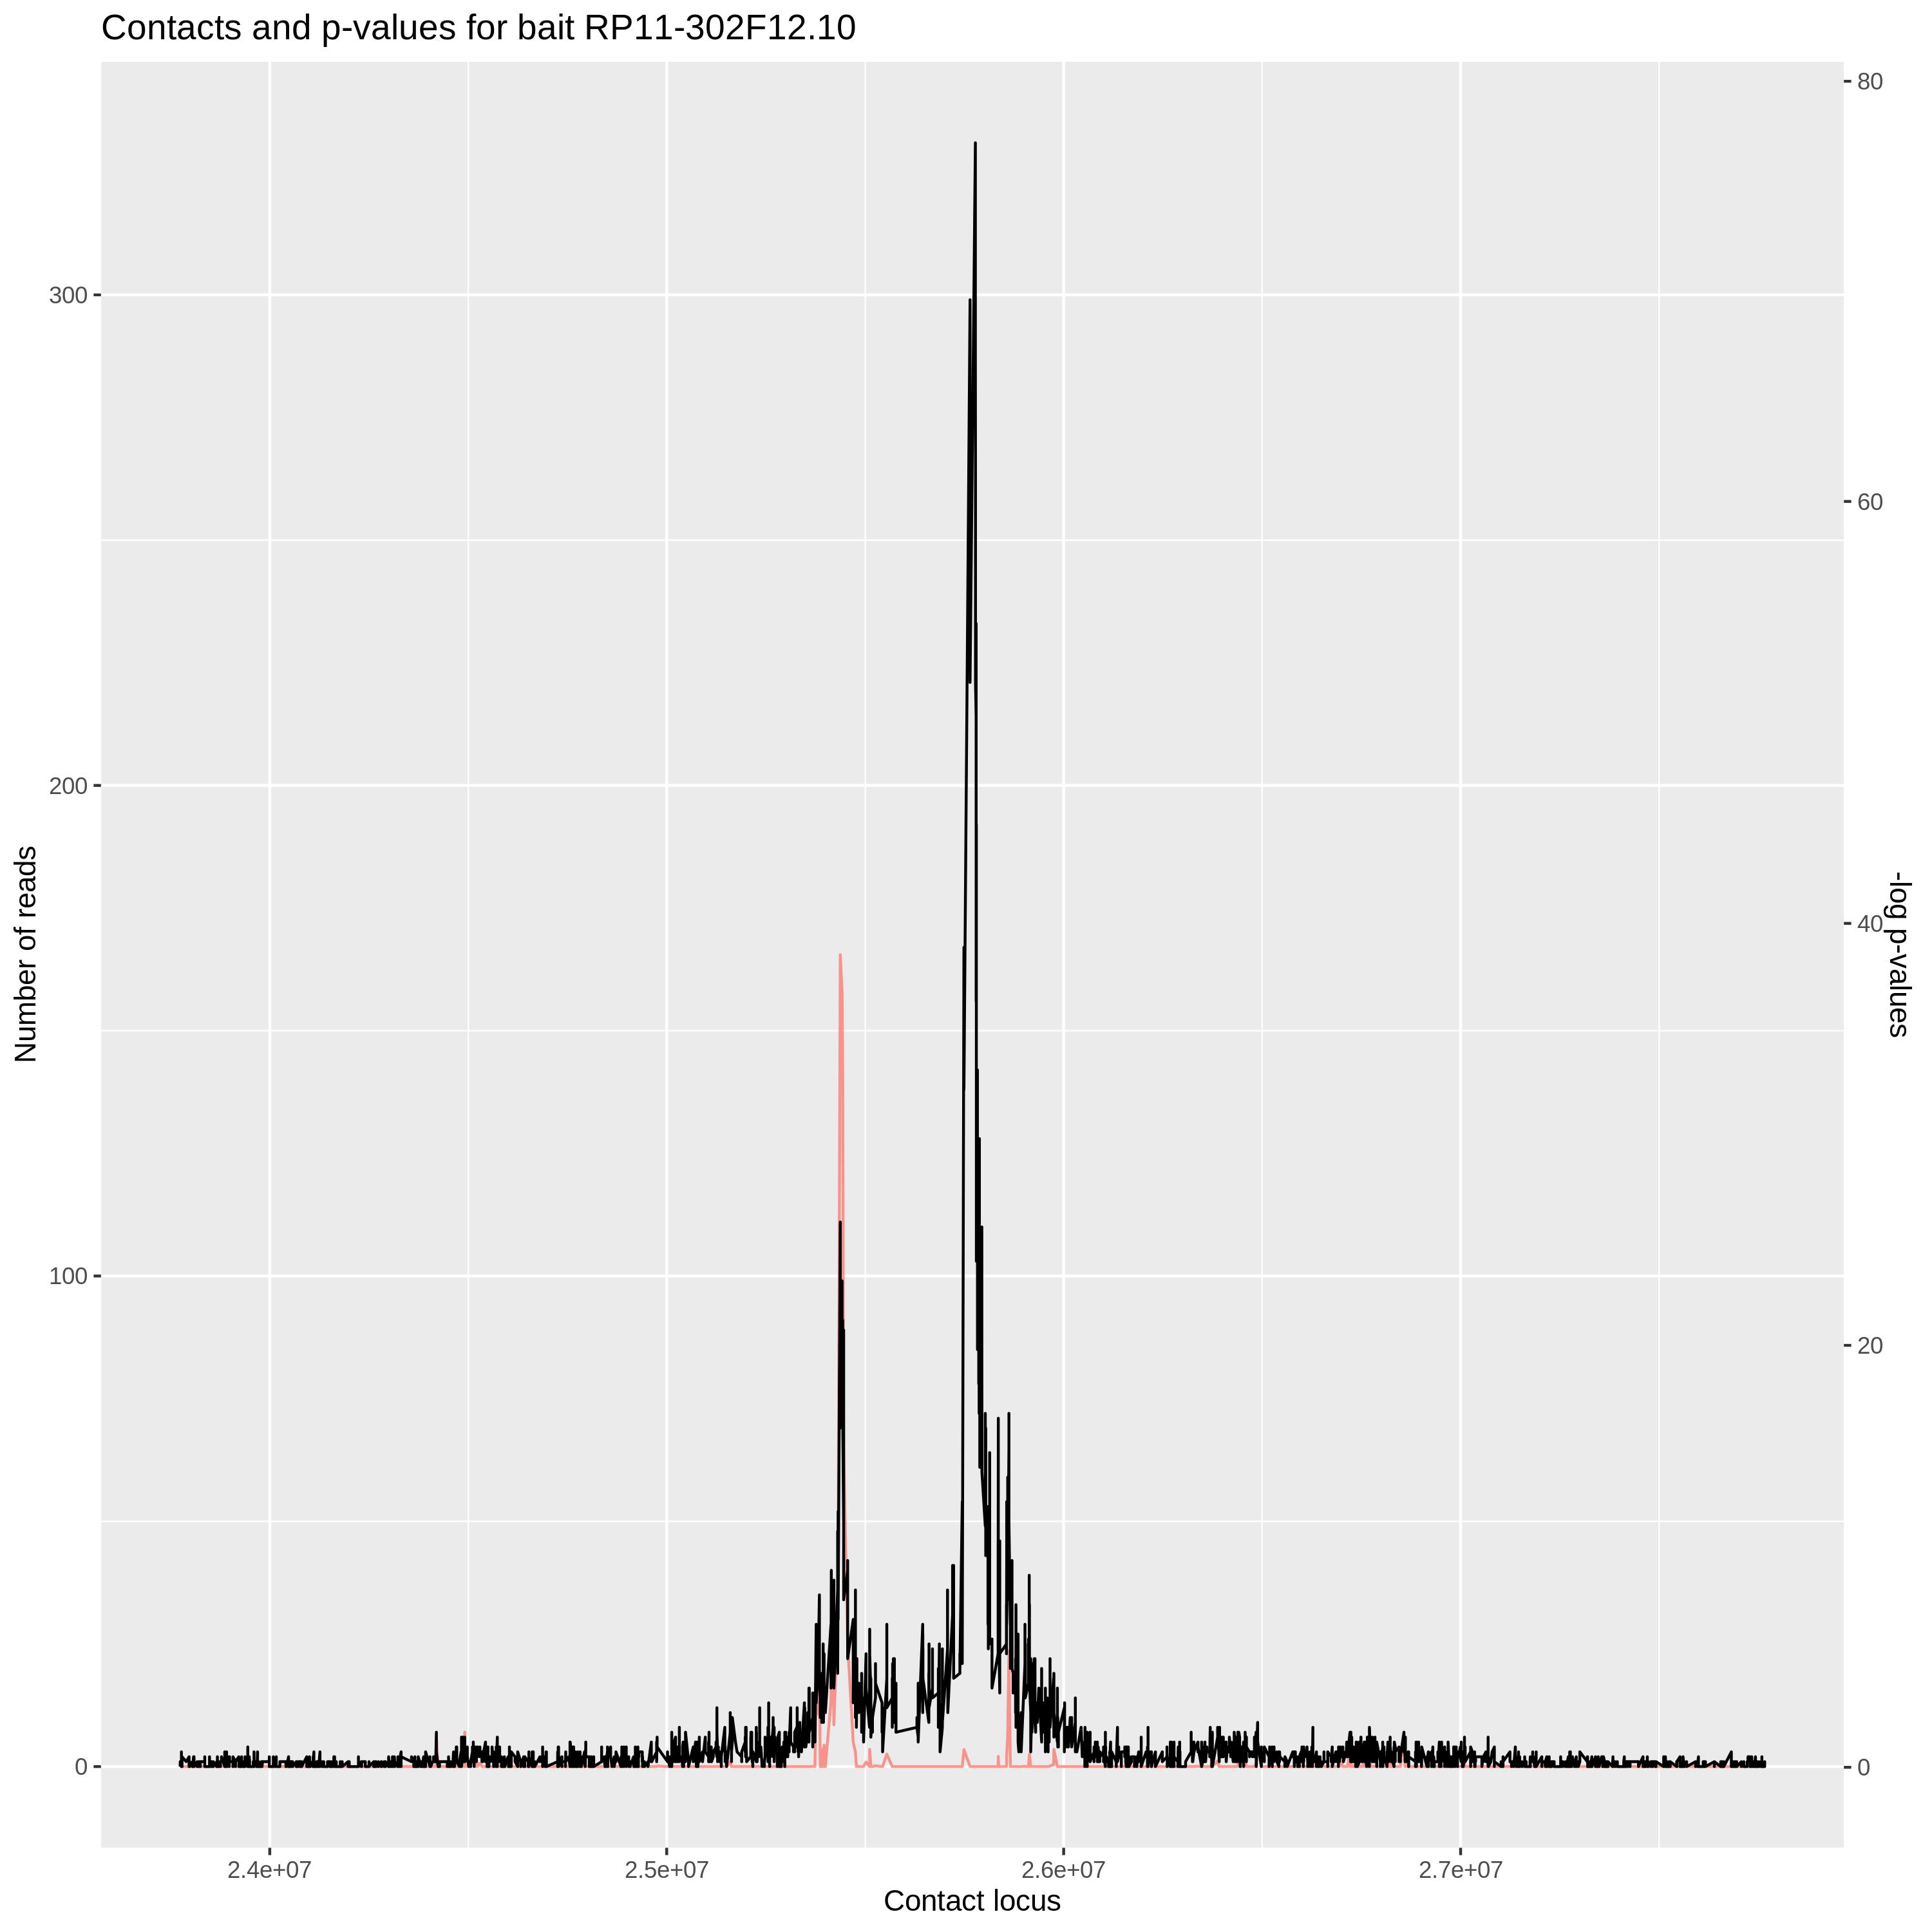 Contacts and p-values for bait RP11-302F12.10
Number of reads
300
200
100
0
80
60
40
20
0
-log p-values
2.4e+07 2.5e+07 2.6e+07 2.7e+07
Contact locus